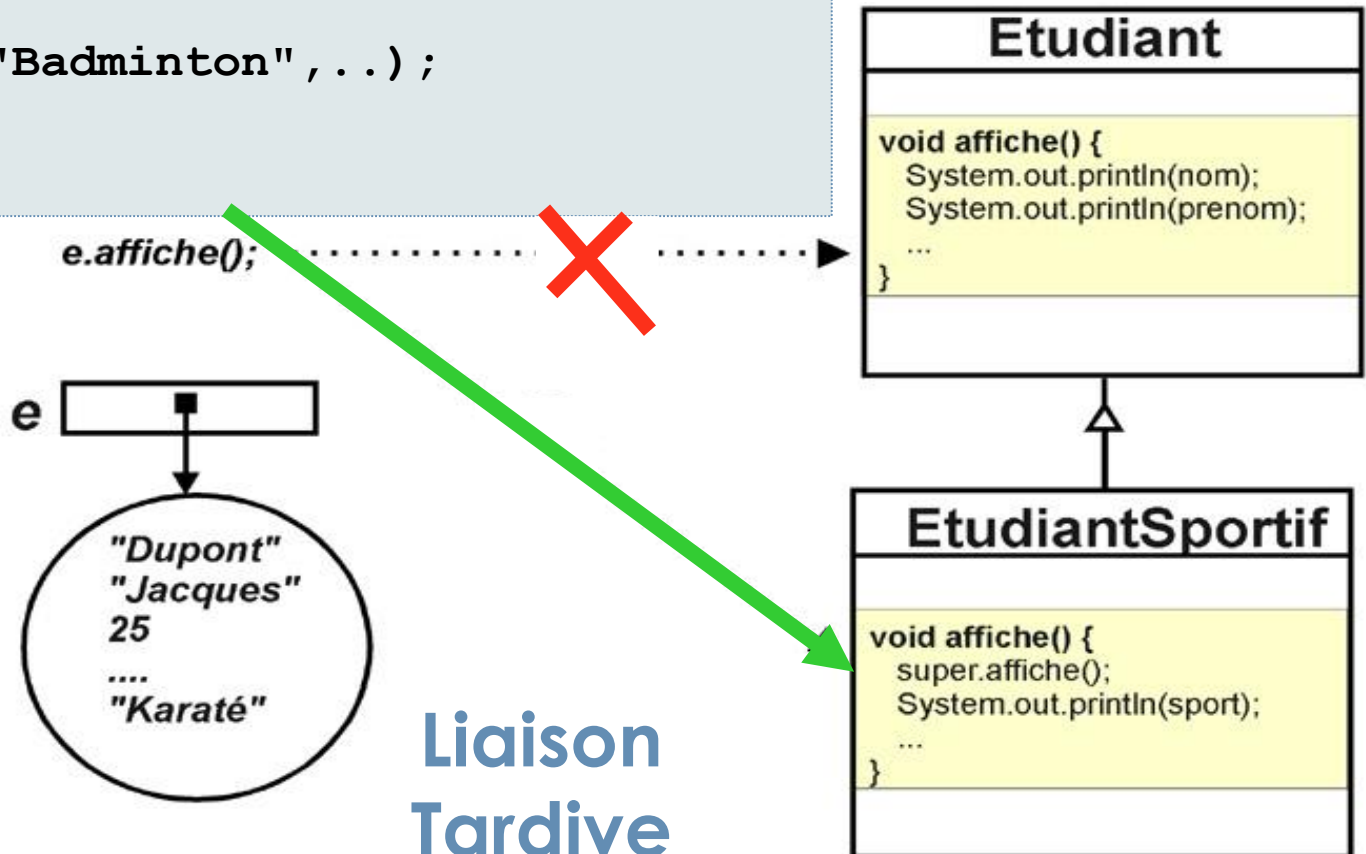 "Badminton",..);
e.affiche();
e
"Dupont"
"Jacques"
25
....
"Karaté"
Liaison
Tardive
Etudiant
void affiche() {
System.out.println(nom);
System.out.println(prenom);
...
}
EtudiantSportif
void affiche() {
super.affiche();
System.out.println(sport);
...
}